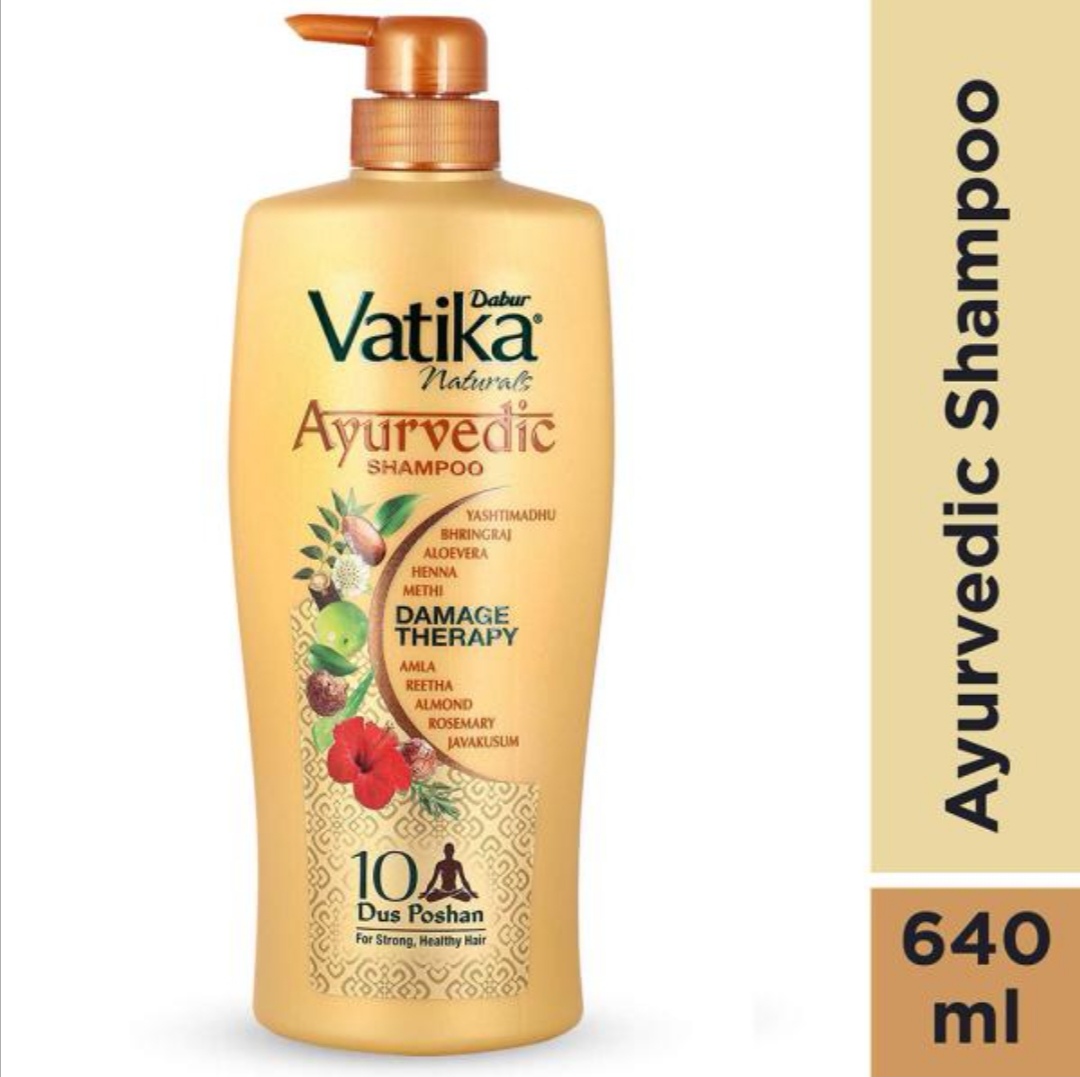 Dabur
Vatika®
Naturals
Ayurvedic
SHAMPOO
YASHTIMADHU
BHRINGRAJ
ALOEVERA
HENNA
METHI
DAMAGE
THERAPY
AMLA
REETHA
ALMOND
ROSEMARY
JAVAKUSUM
10
Dus Poshan
For Strong, Healthy Hair
Ayurvedic Shampoo
640
ml